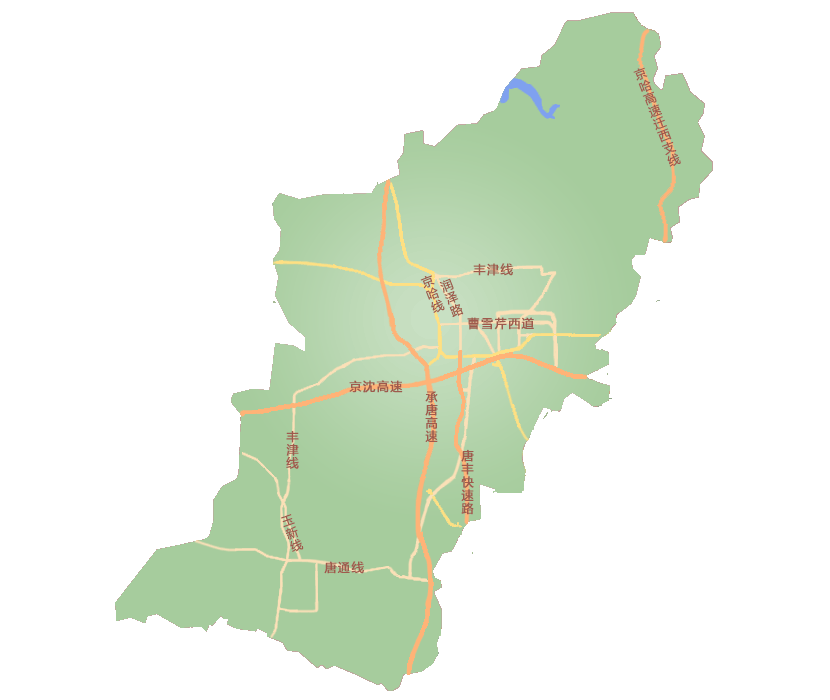 京哈高速迁西支线
丰津线
京哈线
润泽路
曹雪芹西道
京沈高速
承唐高速
丰津线
唐丰快速路
玉新线
唐通线